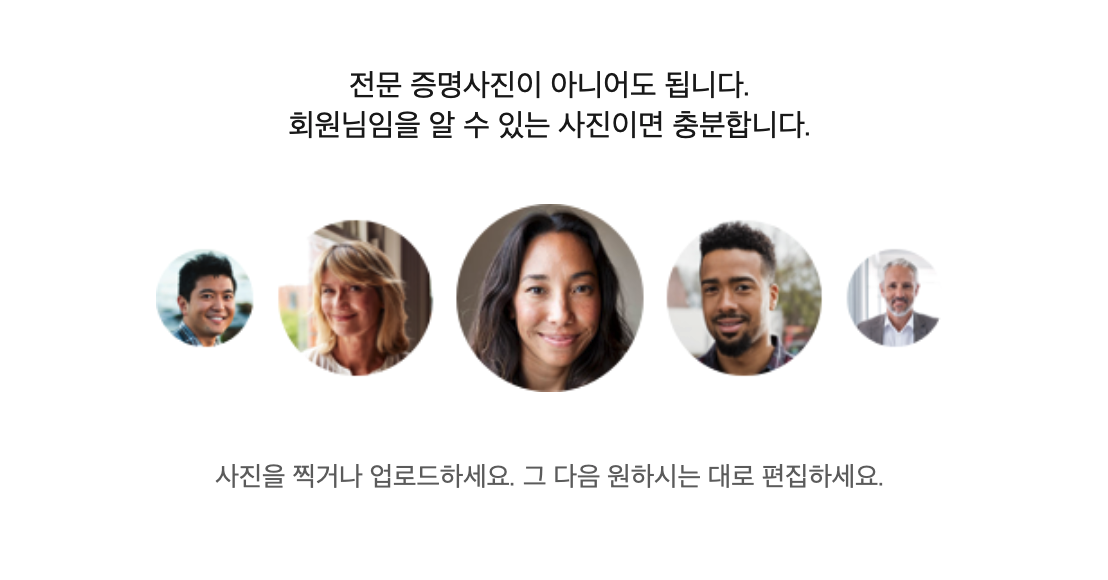 전문 증명사진이 아니어도 됩니다.
회원님임을 알 수 있는 사진이면 충분합니다.
사진을 찍거나 업로드하세요. 그 다음 원하시는 대로 편집하세요.